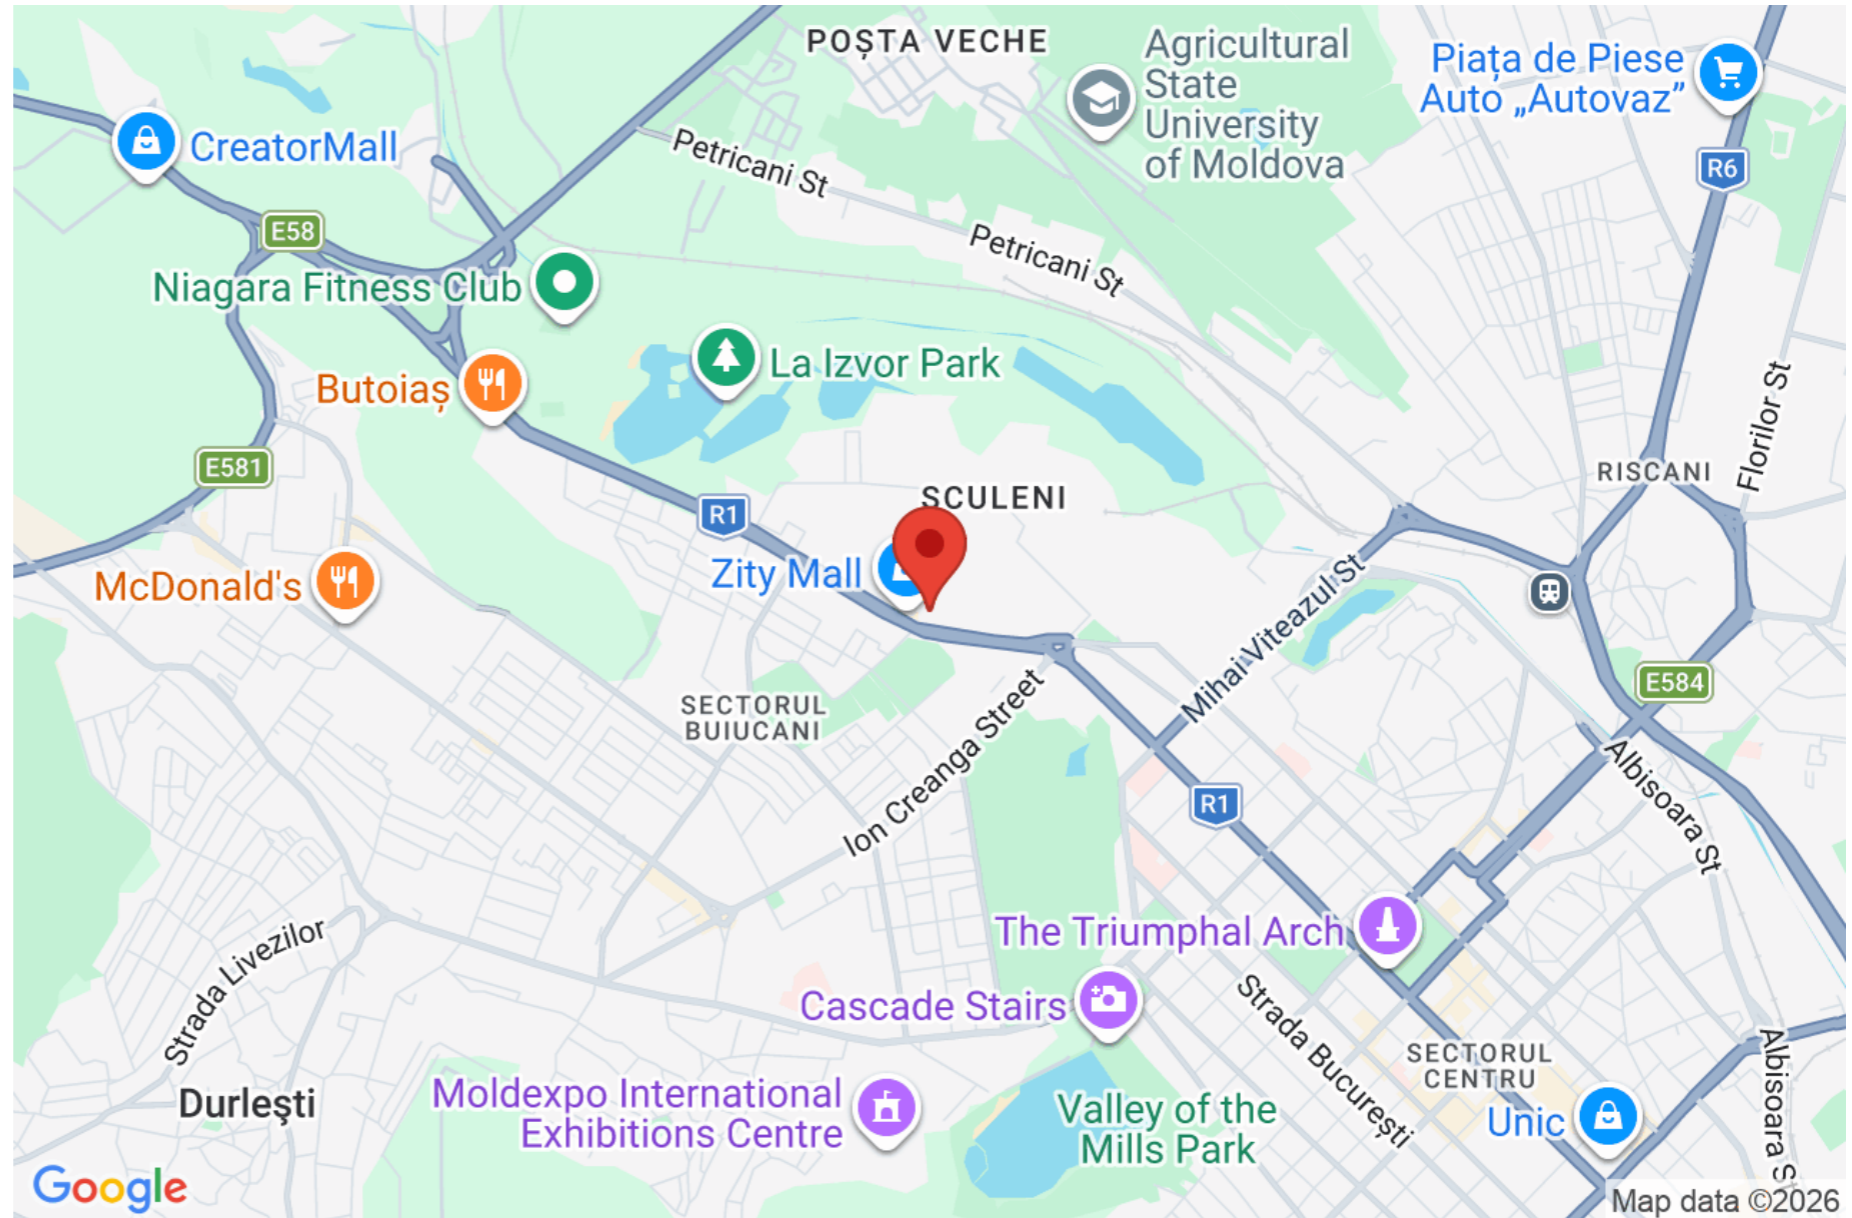 POȘTA VECHE
Agricultural
State
University
of Moldova
Piața de Piese
Auto „Autovaz”
R6
CreatorMall
Petricani St
E58
Petricani St
Niagara Fitness Club
La Izvor Park
Butoiaș
Florilor St
E581
RISCANI
SCULENI
R1
Zity Mall
McDonald's
Mihai Viteazul St
E584
SECTORUL
BUIUCANI
Ion Creanga Street
Albisoara St
R1
The Triumphal Arch
Strada Livezilor
Cascade Stairs
Strada București
SECTORUL
CENTRU
Albisoara St
Durleşti
Moldexpo International
Exhibitions Centre
Valley of the
Mills Park
Unic
Google
Map data ©2026